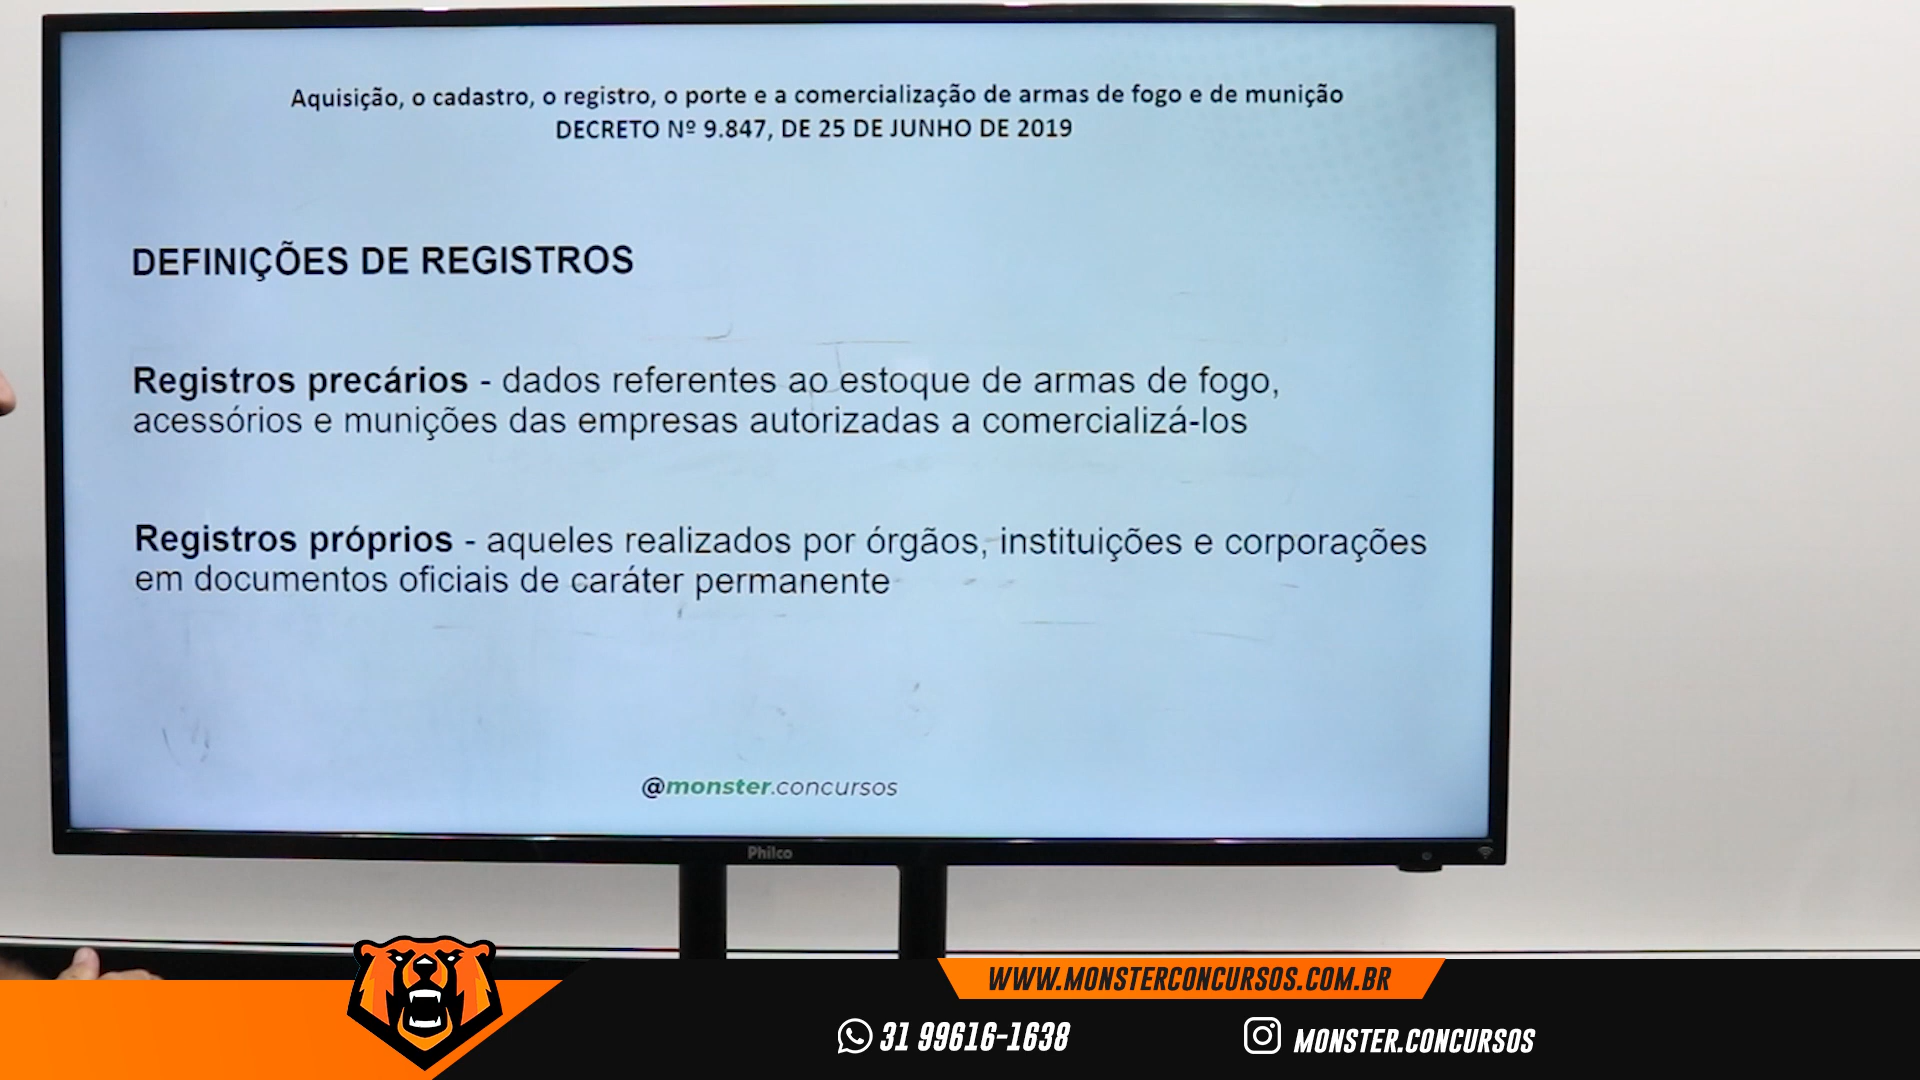 Aquisição, o cadastro, o registro, o porte e a comercialização de armas de fogo e de munição
DECRETO Nº 9.847, DE 25 DE JUNHO DE 2019
DEFINIÇÕES DE REGISTROS
Registros precários - dados referentes ao estoque de armas de fogo,
acessórios e munições das empresas autorizadas a comercializá-los
Registros próprios - aqueles realizados por órgãos, instituições e corporações
em documentos oficiais de caráter permanente
@monster.concursos
Philco
WWW.MONSTERCONCURSOS.COM.BR
31 99616-1638
MONSTER.CONCURSOS